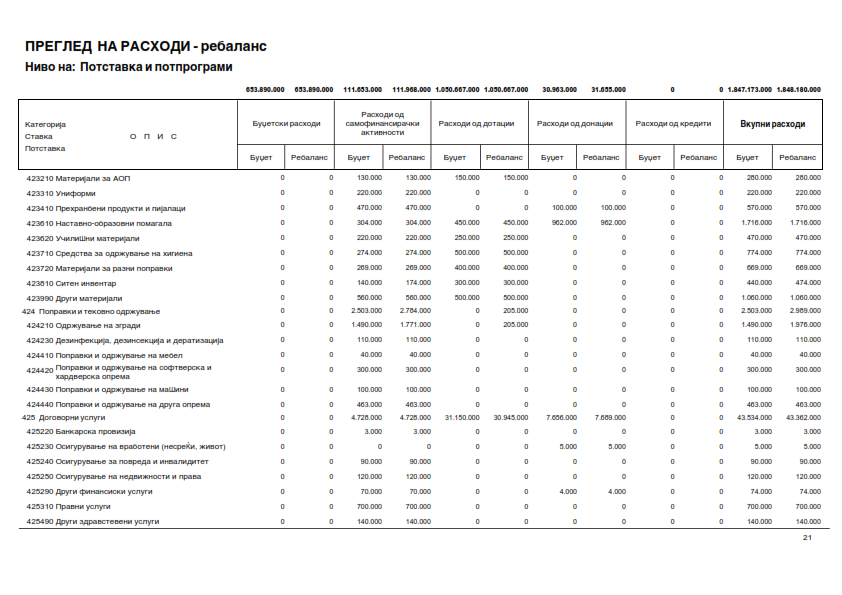 ПРЕГЛЕД НА РАСХОДИ - ребаланс
Ниво на: Потставка и потпрограми
653.890.000 653.890.000 111.653.000 111.968.000 1.050.667.000 1.050.667.000 30.963.000 31.655.000 0 0 1.847.173.000 1.848.180.000
Категорија
Ставка О П И С
Потставка
Буџетски расходи
Расходи од
самофинансирачки
активности
Расходи од дотации
Расходи од донации
Расходи од кредити
Вкупни расходи
Буџет Ребаланс Буџет Ребаланс Буџет Ребаланс Буџет Ребаланс Буџет Ребаланс Буџет Ребаланс
423210 Материјали за АОП 0 0 130.000 130.000 150.000 150.000 0 0 0 0 280.000 280.000
423310 Униформи 0 0 220.000 220.000 0 0 0 0 0 0 220.000 220.000
423410 Прехранбени продукти и пијалаци 0 0 470.000 470.000 0 0 100.000 100.000 0 0 570.000 570.000
423610 Наставно-образовни помагала 0 0 304.000 304.000 450.000 450.000 962.000 962.000 0 0 1.716.000 1.716.000
423620 УчилиШни материјали 0 0 220.000 220.000 250.000 250.000 0 0 0 0 470.000 470.000
423710 Средства за одржување на хигиена 0 0 274.000 274.000 500.000 500.000 0 0 0 0 774.000 774.000
423720 Материјали за разни поправки 0 0 269.000 269.000 400.000 400.000 0 0 0 0 669.000 669.000
423810 Ситен инвентар 0 0 140.000 174.000 300.000 300.000 0 0 0 0 440.000 474.000
423990 Други материјали 0 0 560.000 560.000 500.000 500.000 0 0 0 0 1.060.000 1.060.000
424 Поправки и тековно одржување 0 0 2.503.000 2.784.000 0 205.000 0 0 0 0 2.503.000 2.989.000
424210 Одржување на згради 0 0 1.490.000 1.771.000 0 205.000 0 0 0 0 1.490.000 1.976.000
424230 Дезинфекција, дезинсекција и дератизација 0 0 110.000 110.000 0 0 0 0 0 0 110.000 110.000
424410 Поправки и одржување на мебел 0 0 40.000 40.000 0 0 0 0 0 0 40.000 40.000
424420 Поправки и одржување на софтверска и
хардверска опрема 0 0 300.000 300.000 0 0 0 0 0 0 300.000 300.000
424430 Поправки и одржување на маШини 0 0 100.000 100.000 0 0 0 0 0 0 100.000 100.000
424440 Поправки и одржување на друга опрема 0 0 463.000 463.000 0 0 0 0 0 0 463.000 463.000
425 Договорни услуги 0 0 4.728.000 4.728.000 31.150.000 30.945.000 7.656.000 7.689.000 0 0 43.534.000 43.362.000
425220 Банкарска провизија 0 0 3.000 3.000 0 0 0 0 0 0 3.000 3.000
425230 Осигурување на вработени (несреЌи, живот) 0 0 0 0 0 0 5.000 5.000 0 0 5.000 5.000
425240 Осигурување за повреда и инвалидитет 0 0 90.000 90.000 0 0 0 0 0 0 90.000 90.000
425250 Осигурување на недвижности и права 0 0 120.000 120.000 0 0 0 0 0 0 120.000 120.000
425290 Други финансиски услуги 0 0 70.000 70.000 0 0 4.000 4.000 0 0 74.000 74.000
425310 Правни услуги 0 0 700.000 700.000 0 0 0 0 0 0 700.000 700.000
425490 Други здравствени услуги 0 0 140.000 140.000 0 0 0 0 0 0 140.000 140.000
21